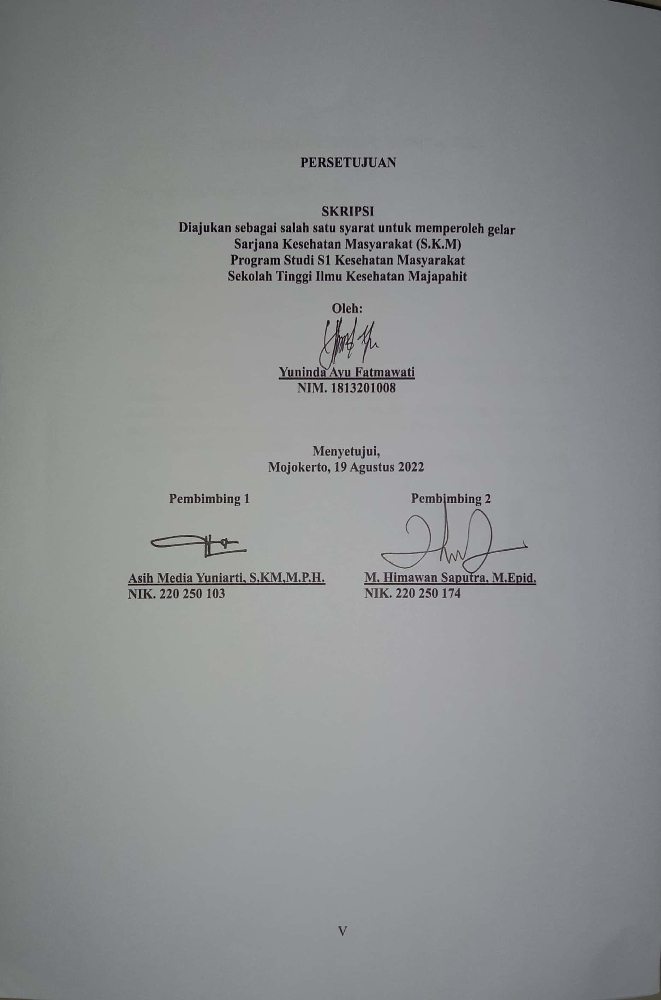 PERSETUJUAN
SKRIPSI
Diajukan sebagai salah satu syarat untuk memperoleh gelar
Sarjana Kesehatan Masyarakat (S.K.M)
Program Studi S1 Kesehatan Masyarakat
Sekolah Tinggi Ilmu Kesehatan Majapahit
Oleh:
Yuninda Ayu Fatmawati
NIM. 1813201008
Menyetujui,
Mojokerto, 19 Agustus 2022
Pembimbing 1
Pembimbing 2
Asih Media Yuniarti, S.KM,M.P.H.
NIK. 220 250 103
M. Himawan Saputra, M.Epid.
NIK. 220 250 174
V